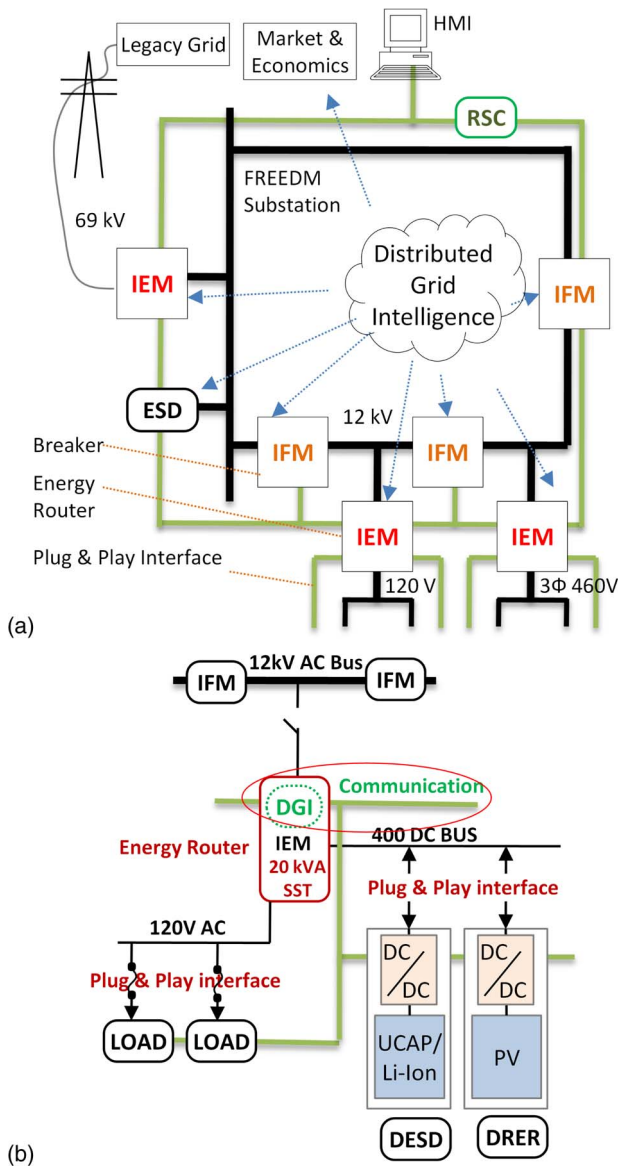 Legacy Grid
Market &
Economics
HMI
RSC
FREEDM
Substation
69 kV
Distributed
Grid
Intelligence
IEM
IFM
ESD
12 kV
IFM
IFM
Breaker
Energy
Router
IEM
IEM
Plug & Play Interface
120 V
3Φ 460V
(a)
12kV AC Bus
IFM
IFM
Communication
DGI
Energy Router
IEM
20 kVA
SST
400 DC BUS
Plug & Play interface
120V AC
Plug & Play interface
DC
DC
DC
DC
LOAD
LOAD
UCAP/
Li-Ion
PV
DESD
DRER
(b)